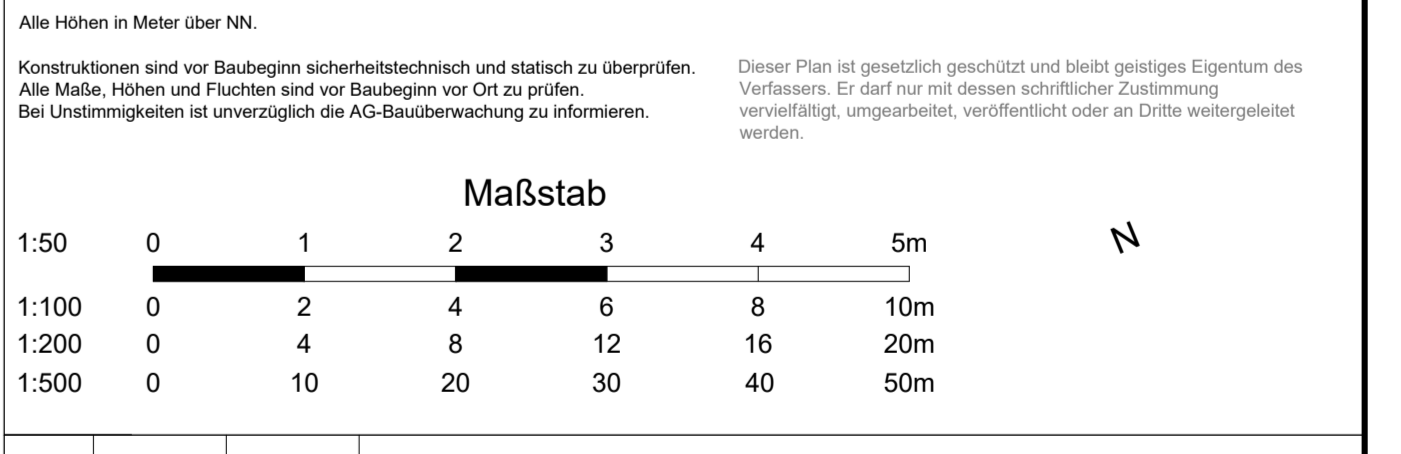 Alle Höhen in Meter über NN.
Konstruktionen sind vor Baubeginn sicherheitstechnisch und statisch zu überprüfen.
Alle Maße, Höhen und Fluchten sind vor Baubeginn vor Ort zu prüfen.
Bei Unstimmigkeiten ist unverzüglich die AG-Bauüberwachung zu informieren.
Dieser Plan ist gesetzlich geschützt und bleibt geistiges Eigentum des
Verfassers. Er darf nur mit dessen schriftlicher Zustimmung
vervielfältigt, umgearbeitet, veröffentlicht oder an Dritte weitergeleitet
werden.
Maßstab
1:50 0 1 2 3 4 5m
1:100 0 2 4 6 8 10m
1:200 0 4 8 12 16 20m
1:500 0 10 20 30 40 50m
N